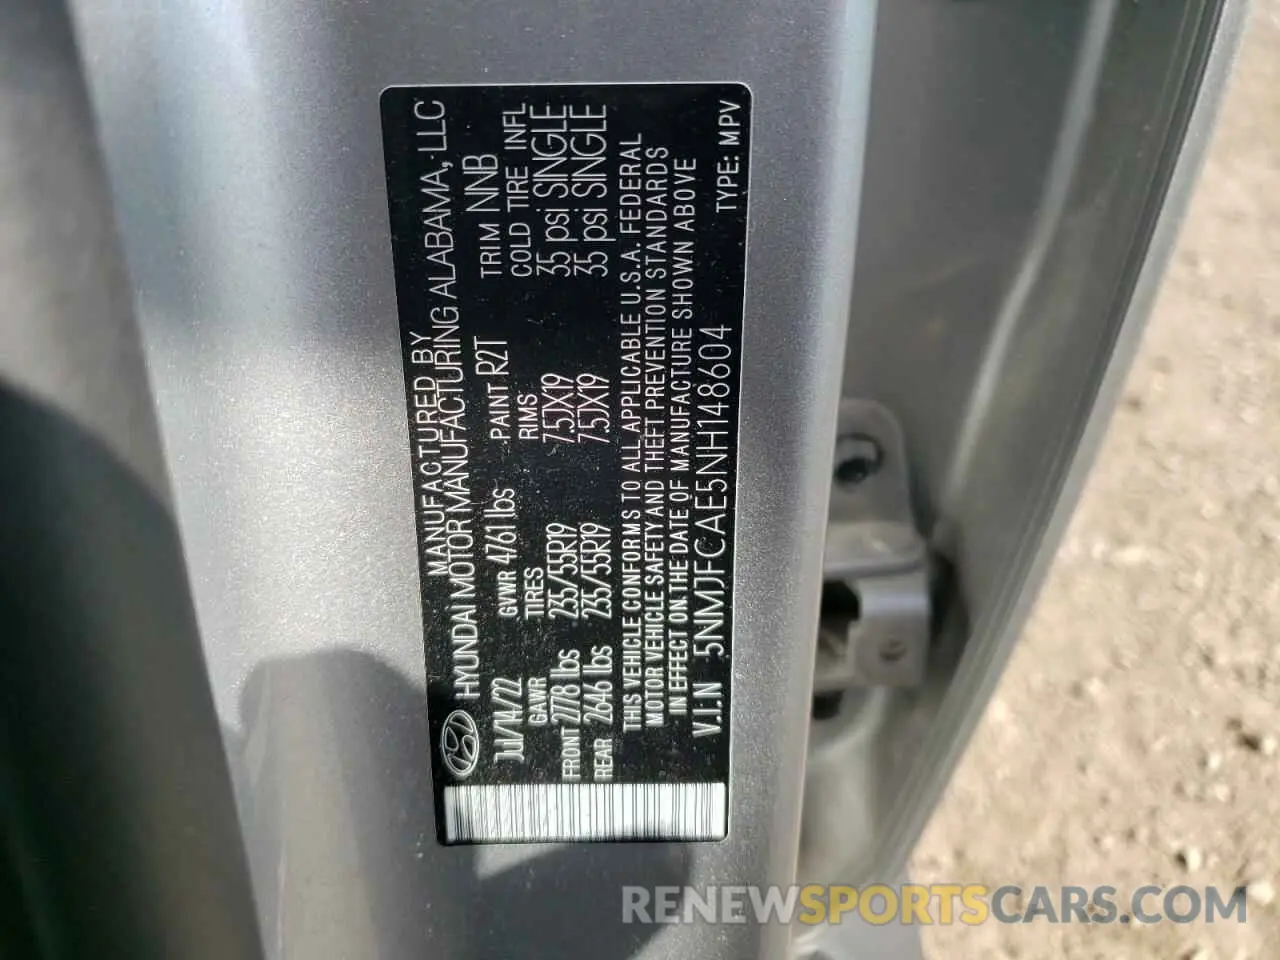 MANUFACTURED BY
HYUNDAI MOTOR MANUFACTURING ALABAMA, LLC
Jul/14/22 GVWR 4761 lbs PAINT R2T TRIM NNB
GAWR TIRES RIMS COLD TIRE INFL
FRONT 2778 lbs 235/55R19 7.5JX19 35 psi SINGLE
REAR 2646 lbs 235/55R19 7.5JX19 35 psi SINGLE
THIS VEHICLE CONFORMS TO ALL APPLICABLE U.S.A. FEDERAL
MOTOR VEHICLE SAFETY AND THEFT PREVENTION STANDARDS
IN EFFECT ON THE DATE OF MANUFACTURE SHOWN ABOVE
V.I.N 5NMJFCAE5NH148604 TYPE: MPV
RENEWSPORTSCARS.COM